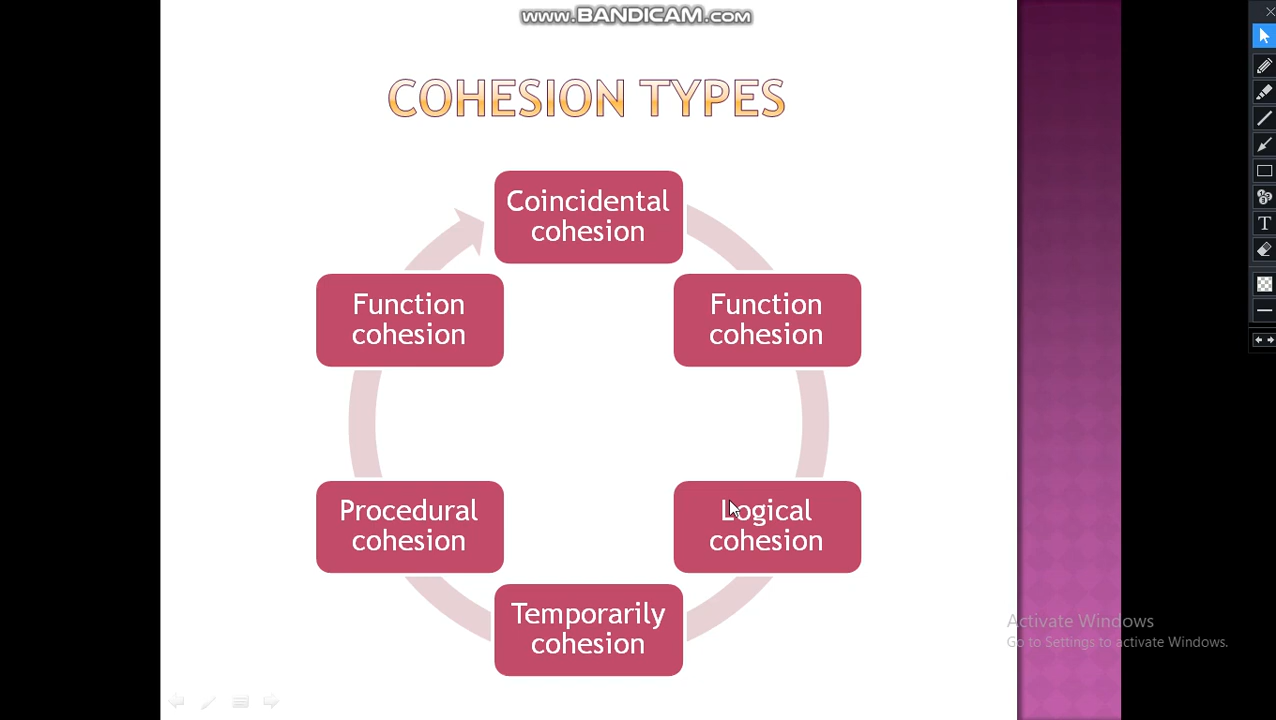 www.BANDICAM.com
COHESION TYPES
Coincidental
cohesion
Function
cohesion
Function
cohesion
Procedural
cohesion
Logical
cohesion
Temporarily
cohesion
Activate Windows
Go to Settings to activate Windows.
T